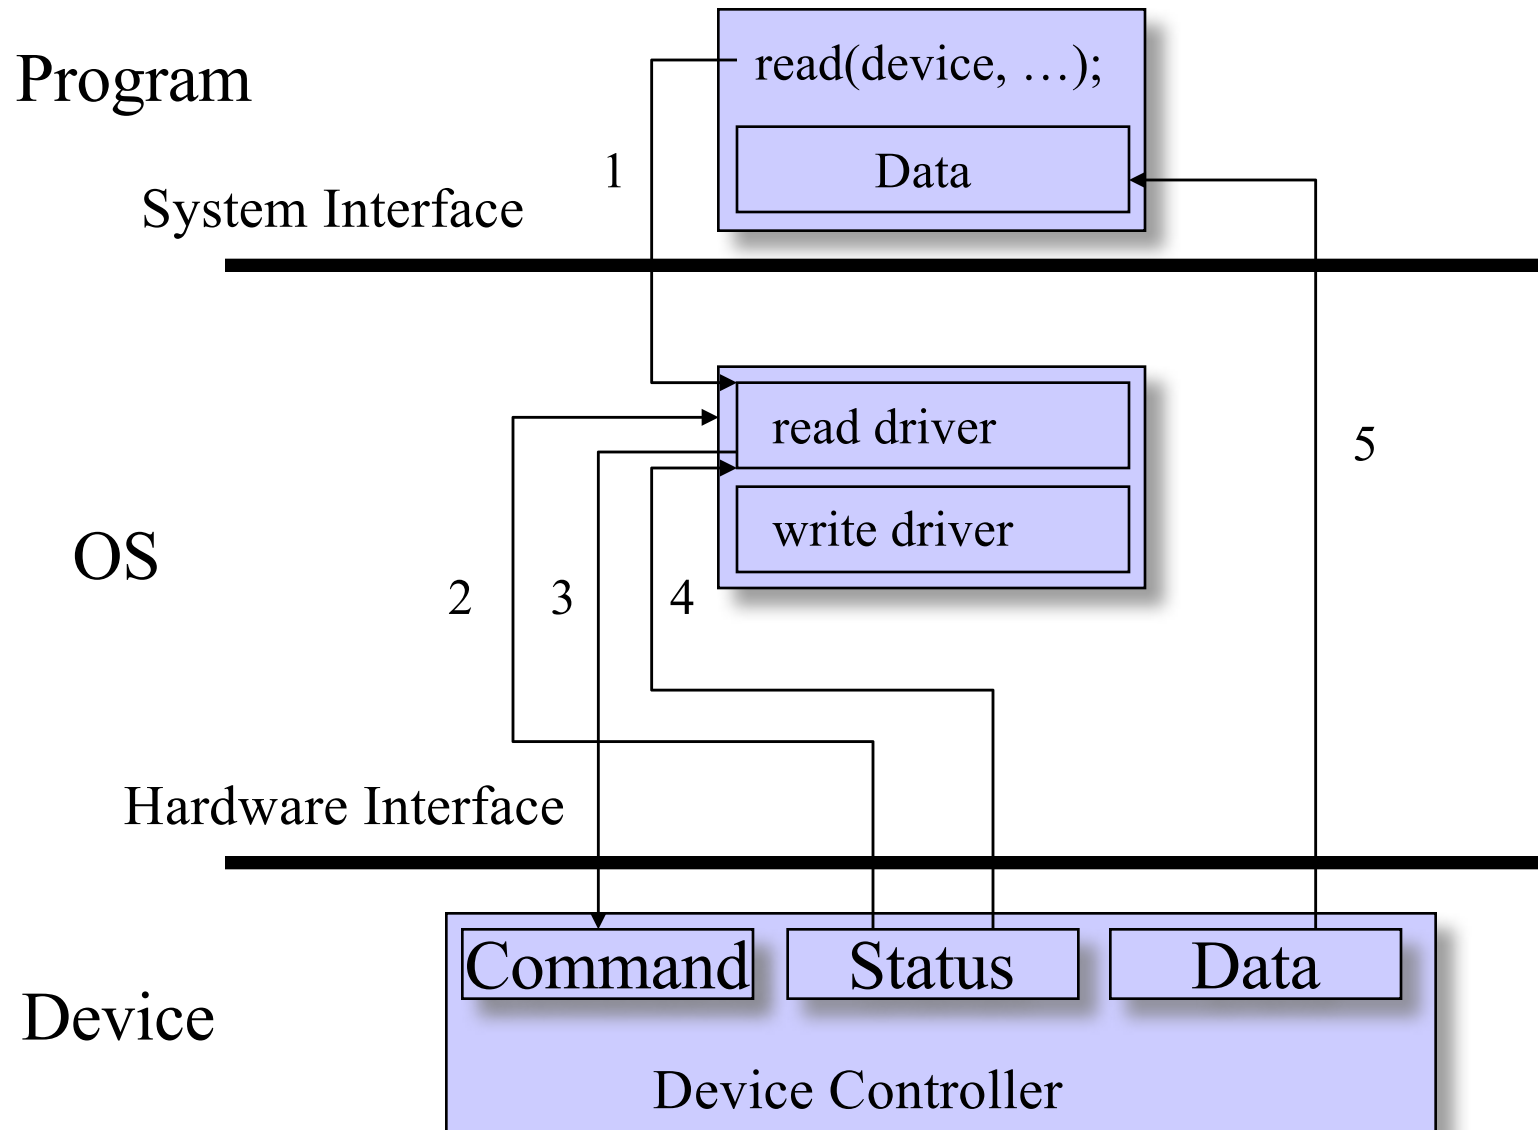 Program
read(device, …);
1
Data
System Interface
read driver
5
write driver
OS
2
3
4
Hardware Interface
Command
Status
Data
Device
Device Controller